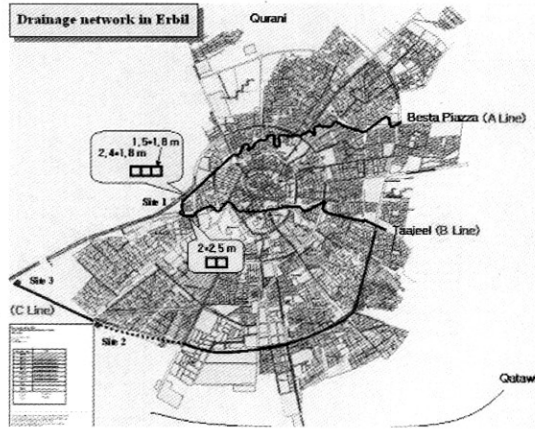 Drainage network in Erbil
Qurani
Besta Piazza (A Line)
1,5*1,8 m
2,4*1,8 m
Site 1
Taajeel (B Line)
2*2,5 m
Site 3
(C Line)
Site 2
Qataw